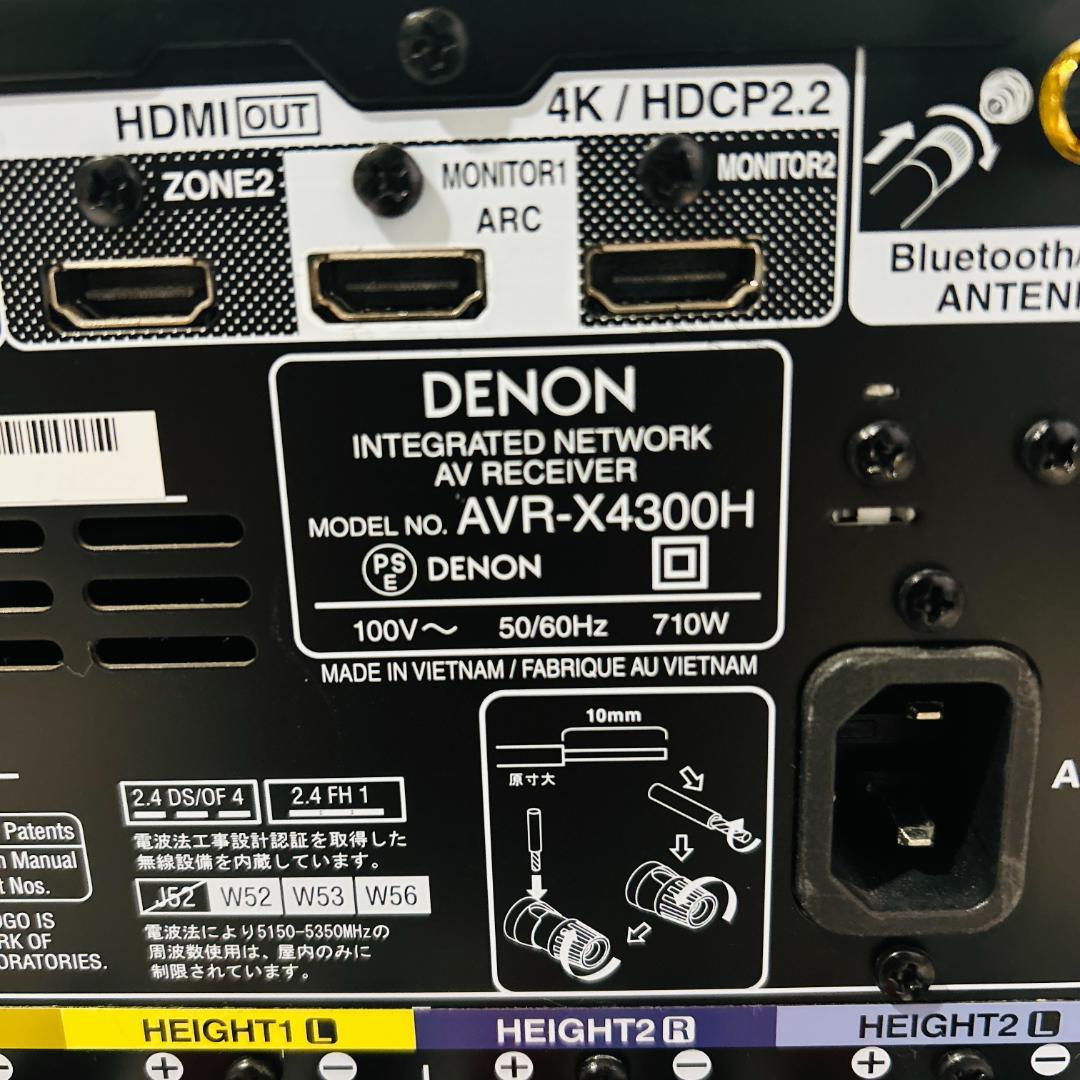 HDMI OUT
4K / HDCP2.2
ZONE2
MONITOR1
ARC
MONITOR2
Bluetooth/
DENON
INTEGRATED NETWORK
AV RECEIVER
MODEL NO. AVR-X4300H
PS
E
DENON
100V～ 50/60Hz 710W
MADE IN VIETNAM / FABRIQUE AU VIETNAM
10mm
原寸大
2.4 DS/OF 4
2.4 FH 1
電波法工事設計認証を取得した
無線設備を内蔵しています。
J52 W52 W53 W56
電波法により5150-5350MHzの
周波数使用は、屋内のみに
制限されています。
Patents
Manual
Nos.
IS
OF
HEIGHT1 L
HEIGHT2 R
HEIGHT2 L
+ − + − + −